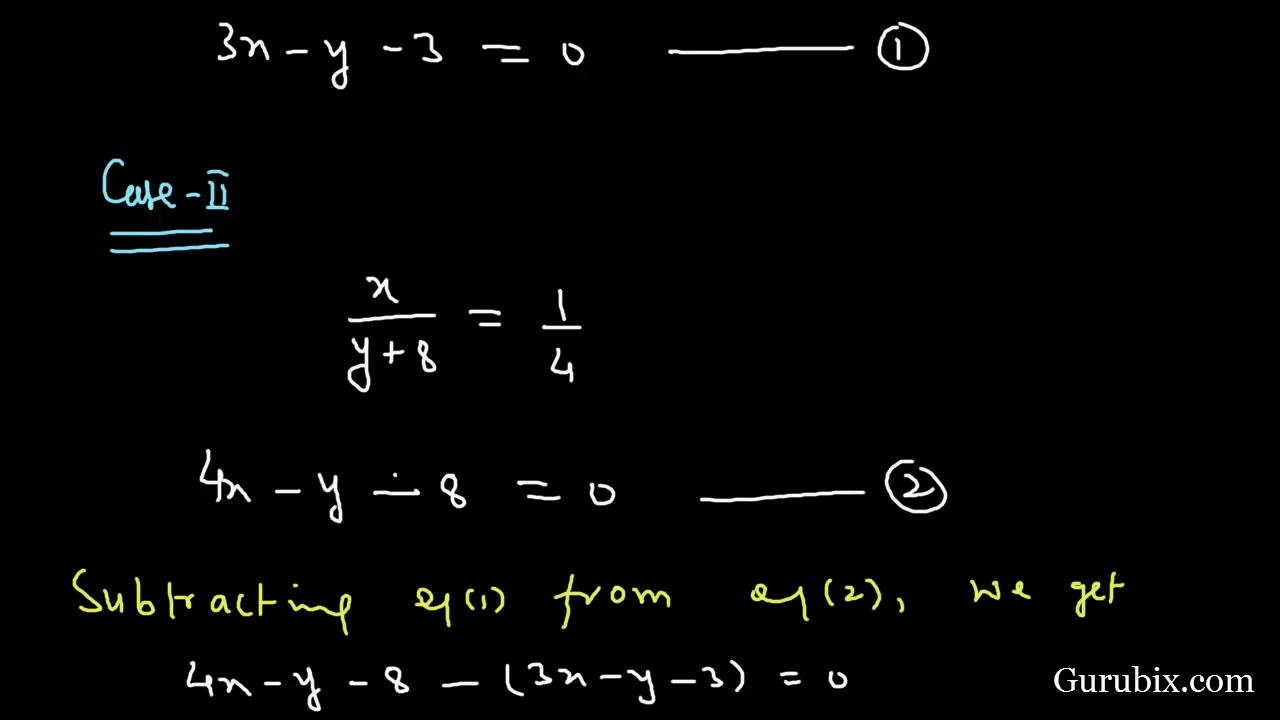 3x - y - 3 = 0 ——— ①
Case-II
x/(y+8) = 1/4
4x - y - 8 = 0 ——— ②
Subtracting eq(1) from eq(2), we get
4x - y - 8 - (3x - y - 3) = 0
Gurubix.com